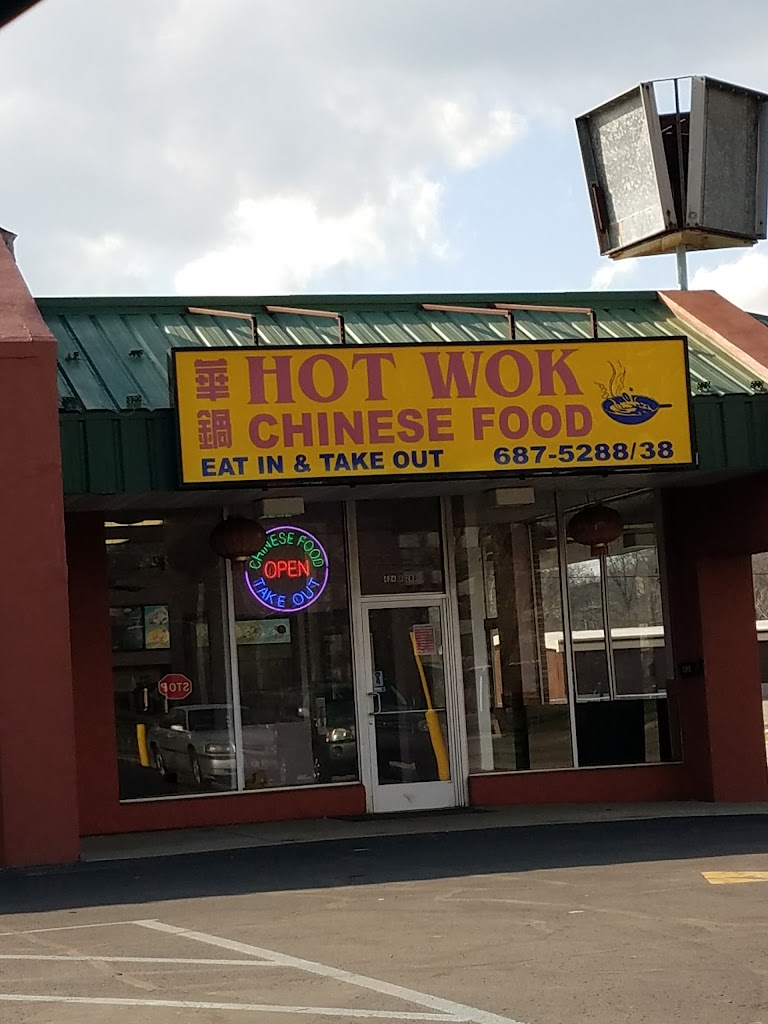 華鍋
HOT WOK
CHINESE FOOD
EAT IN & TAKE OUT 687-5288/38
CHINESE FOOD
OPEN
TAKE OUT
STOP